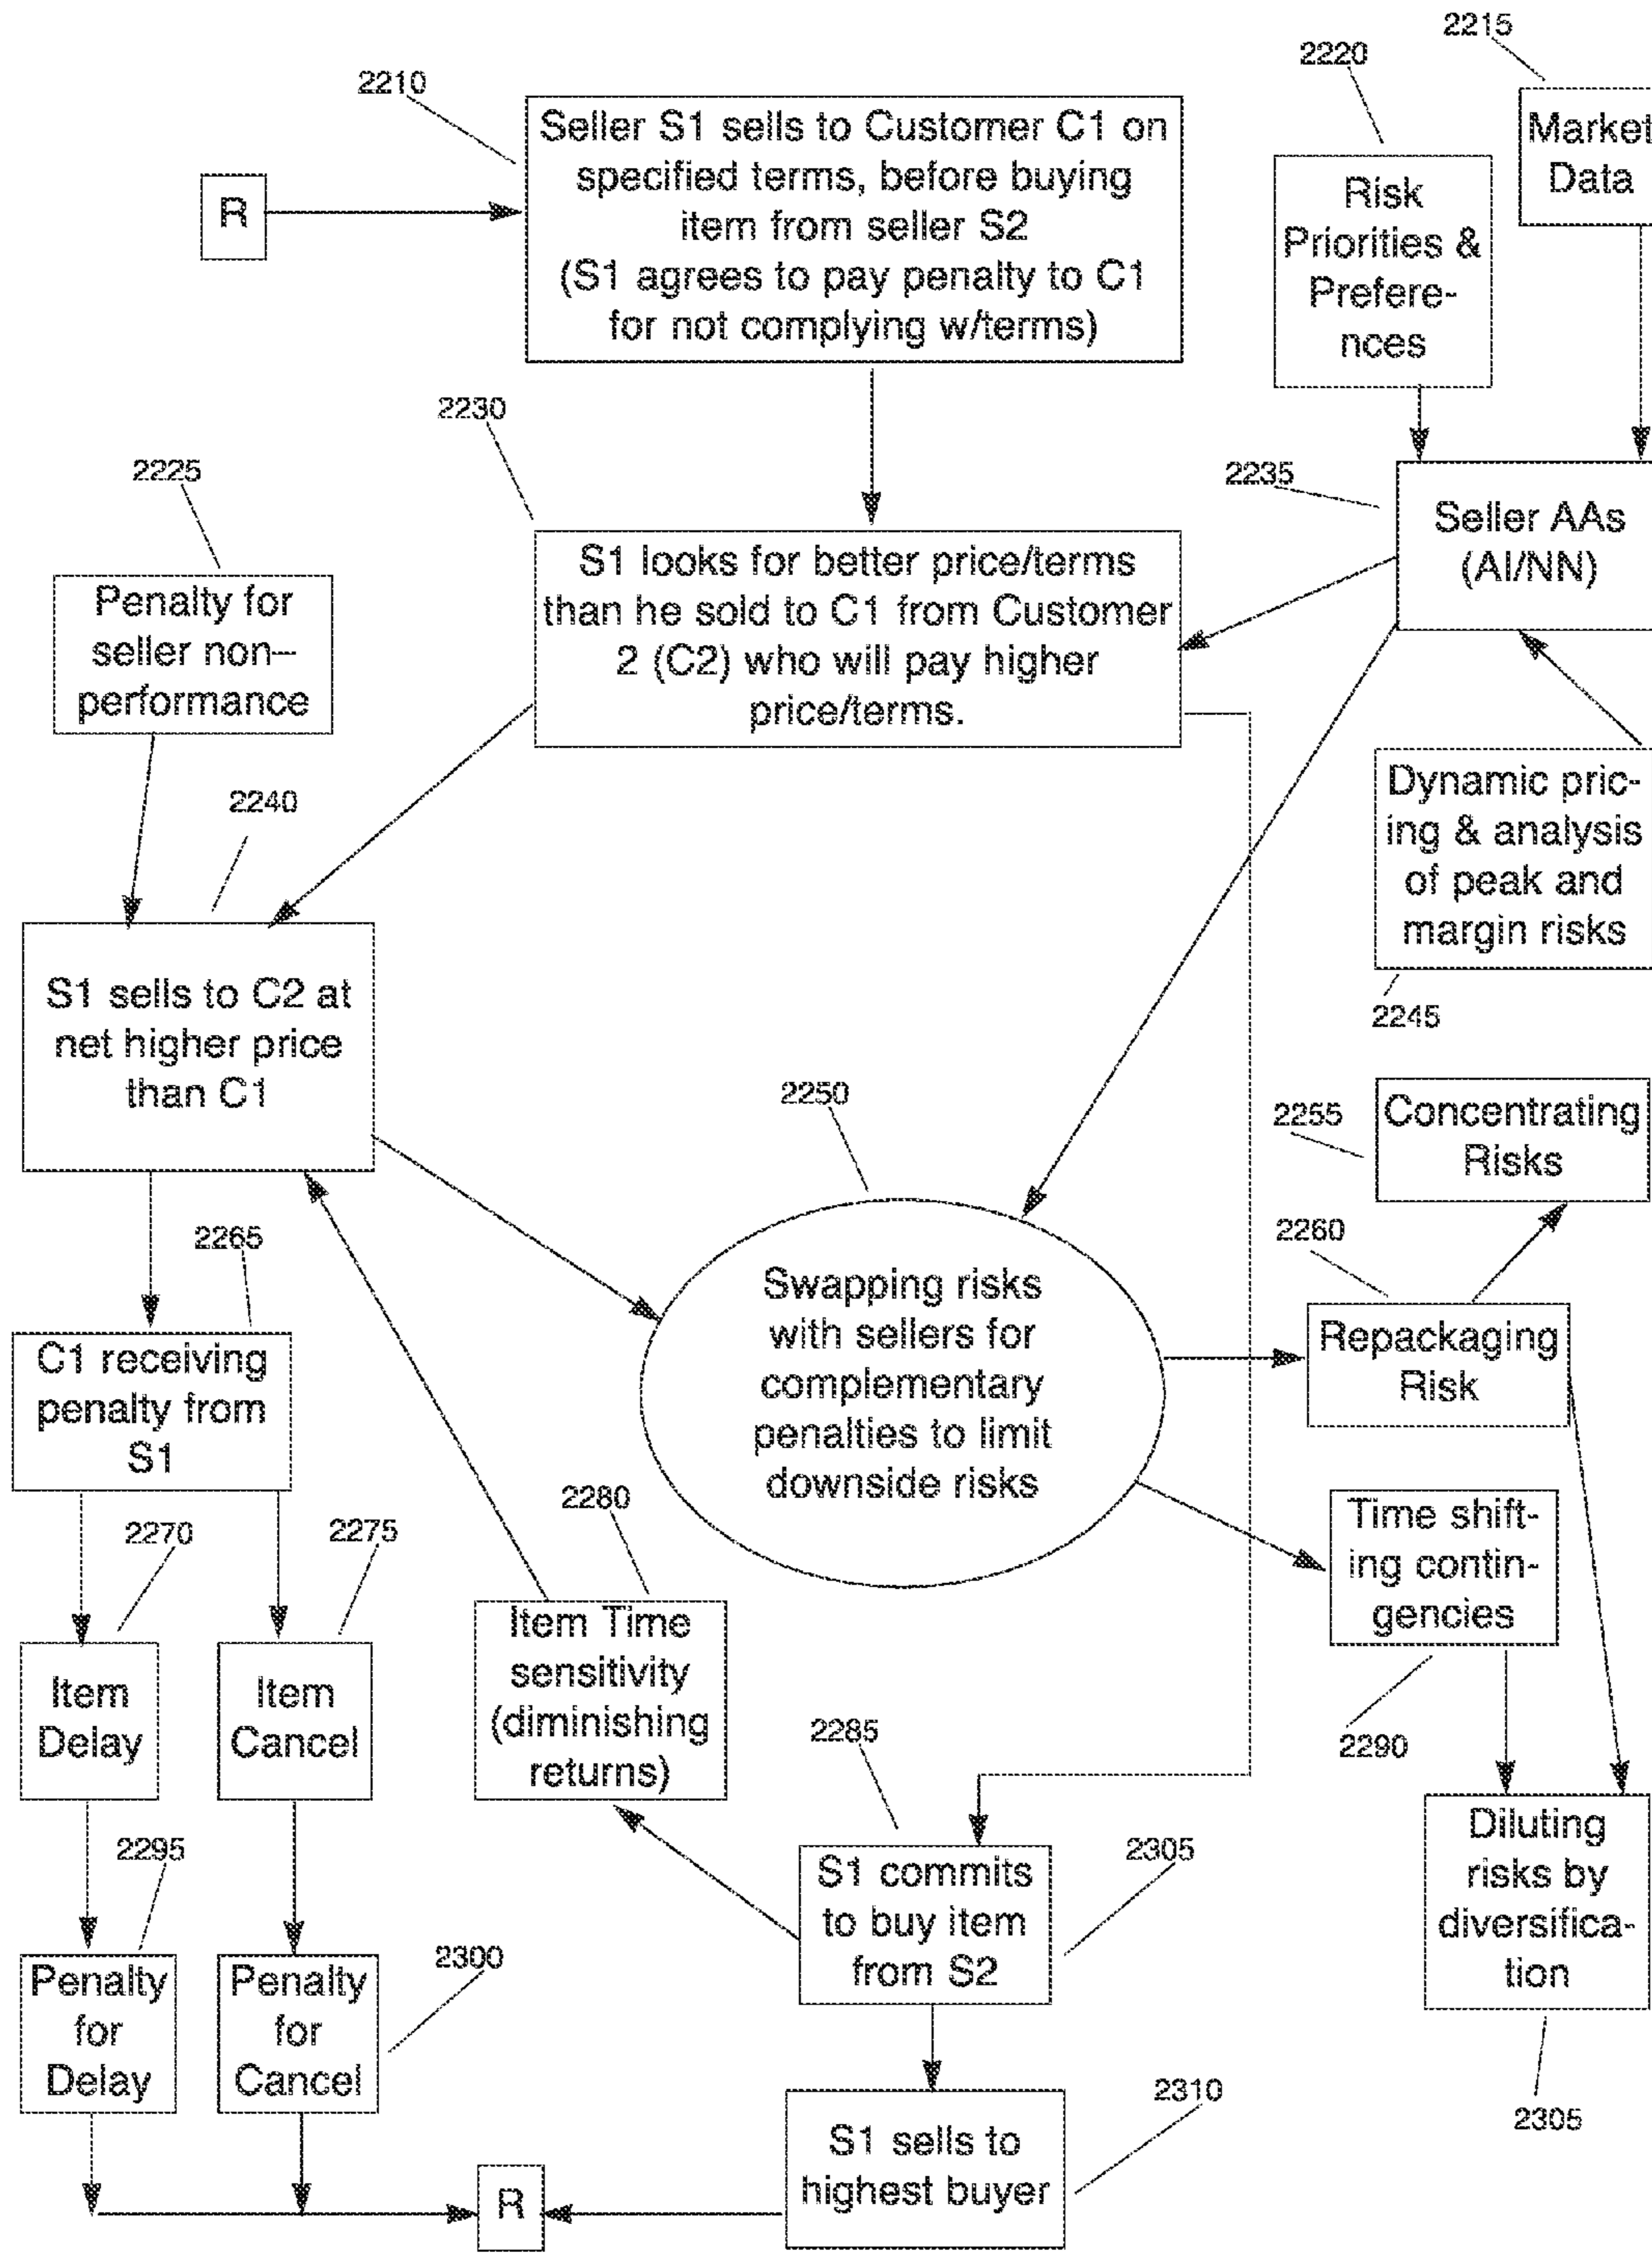 2215
2220
2210
Market
Data
Seller S1 sells to Customer C1 on
specified terms, before buying
item from seller S2
(S1 agrees to pay penalty to C1
for not complying w/terms)
R
Risk
Priorities &
Prefere-
nces
2230
2225
2235
Seller AAs
(AI/NN)
S1 looks for better price/terms
than he sold to C1 from Customer
2 (C2) who will pay higher
price/terms.
Penalty for
seller non-
performance
2240
Dynamic pric-
ing & analysis
of peak and
margin risks
2245
S1 sells to C2 at
net higher price
than C1
2250
2255
Concentrating
Risks
2265
2260
Swapping risks
with sellers for
complementary
penalties to limit
downside risks
Repackaging
Risk
C1 receiving
penalty from
S1
2280
Time shift-
ing contin-
gencies
2270
2275
Item Time
sensitivity
(diminishing
returns)
Item
Delay
Item
Cancel
2285
2290
2295
2305
S1 commits
to buy item
from S2
Diluting
risks by
diversifica-
tion
2300
Penalty
for
Delay
Penalty
for
Cancel
2310
2305
S1 sells to
highest buyer
R